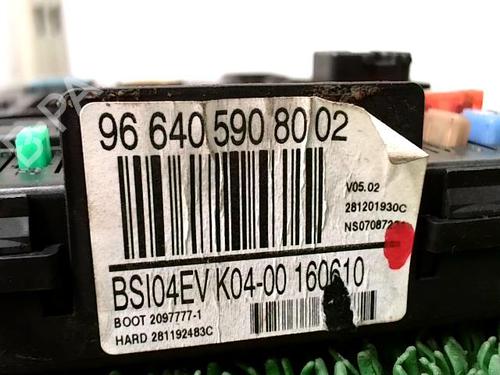 96 640 590 80 02
V05.02
281201930C
BSI04EV K04-00 160610
BOOT 2097777-1
HARD 281192483C